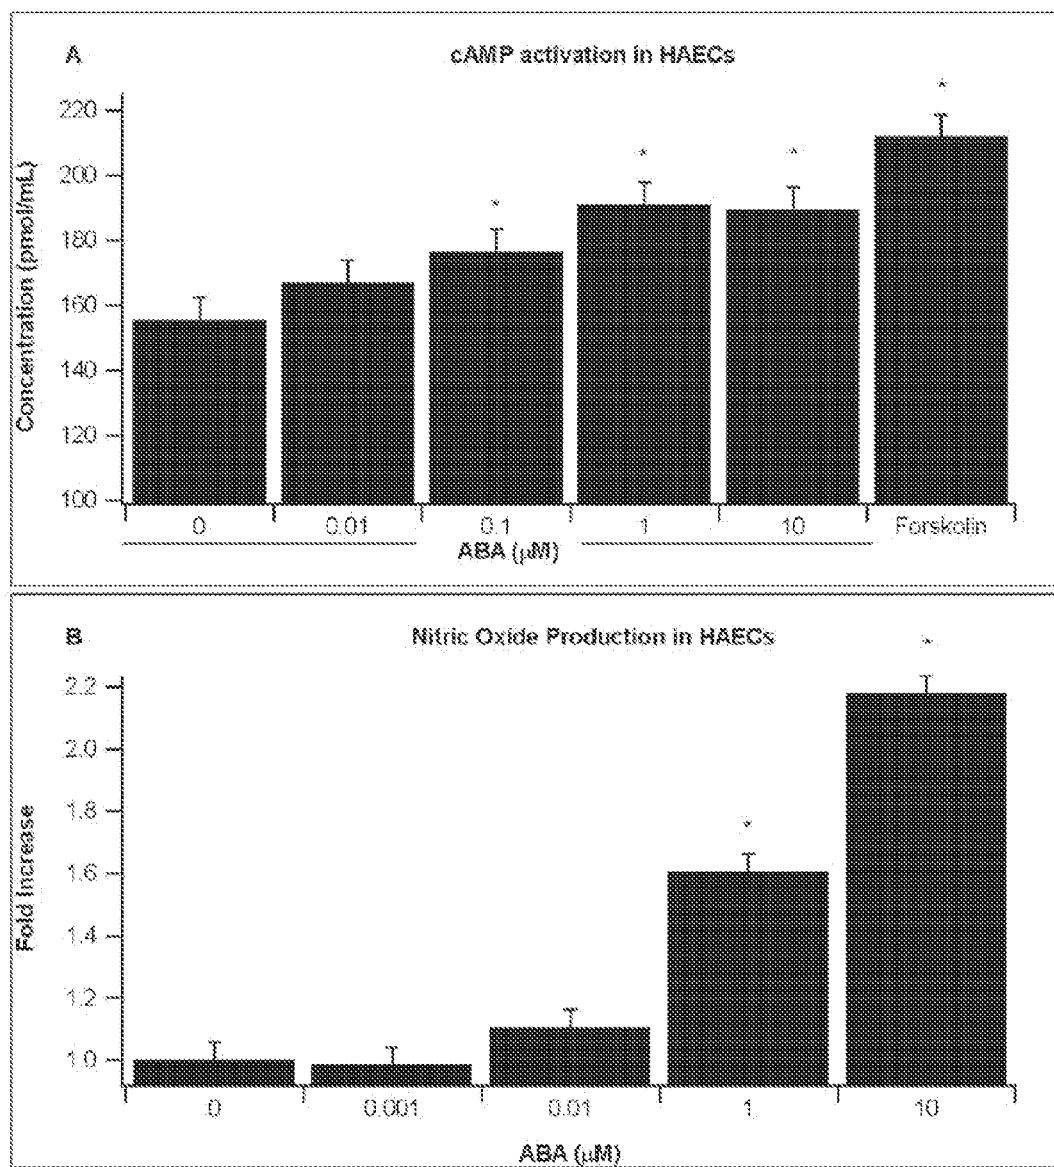 A
cAMP activation in HAECs
Concentration (pmol/mL)
220
200
180
160
140
120
100
* * * *
0 0.01 0.1 1 10 Forskolin
ABA (μM)
B
Nitric Oxide Production in HAECs
Fold Increase
2.2
2.0
1.8
1.6
1.4
1.2
1.0
* *
0 0.001 0.01 1 10
ABA (μM)